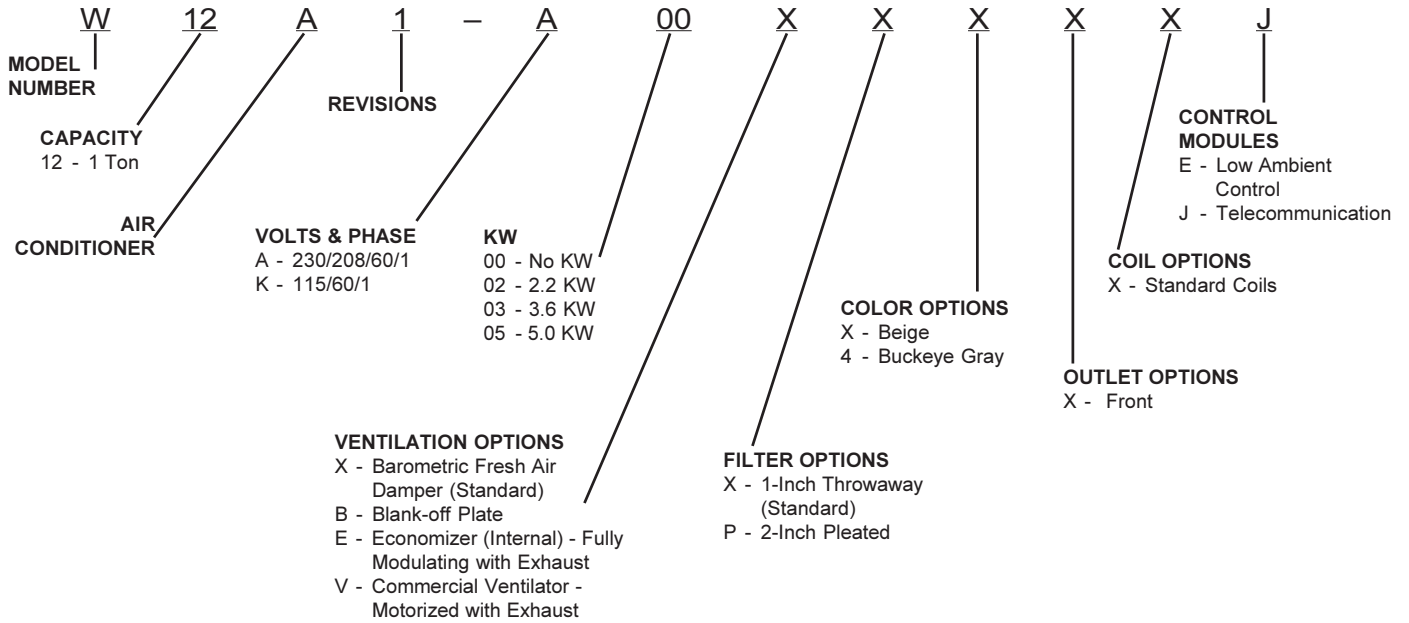 W 12 A 1 – A 00 X X X X X J
MODEL
NUMBER
CAPACITY
12 - 1 Ton
AIR
CONDITIONER
REVISIONS
VOLTS & PHASE
A - 230/208/60/1
K - 115/60/1
KW
00 - No KW
02 - 2.2 KW
03 - 3.6 KW
05 - 5.0 KW
VENTILATION OPTIONS
X - Barometric Fresh Air
Damper (Standard)
B - Blank-off Plate
E - Economizer (Internal) - Fully
Modulating with Exhaust
V - Commercial Ventilator -
Motorized with Exhaust
FILTER OPTIONS
X - 1-Inch Throwaway
(Standard)
P - 2-Inch Pleated
COLOR OPTIONS
X - Beige
4 - Buckeye Gray
OUTLET OPTIONS
X - Front
COIL OPTIONS
X - Standard Coils
CONTROL
MODULES
E - Low Ambient
Control
J - Telecommunication